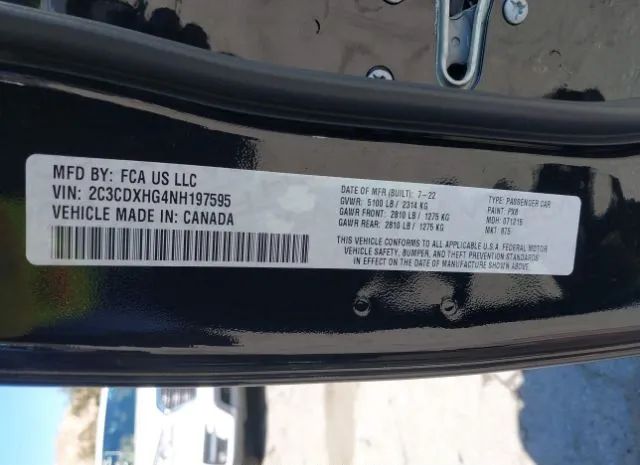 MFD BY: FCA US LLC
VIN: 2C3CDXHG4NH197595
VEHICLE MADE IN: CANADA
DATE OF MFR (BUILT): 7-22
GVWR: 5100 LB / 2314 KG
GAWR FRONT: 2810 LB / 1275 KG
GAWR REAR: 2810 LB / 1275 KG
TYPE: PASSENGER CAR
PAINT: PX8
MDH: 071216
MKT: 875
THIS VEHICLE CONFORMS TO ALL APPLICABLE U.S.A. FEDERAL MOTOR
VEHICLE SAFETY, BUMPER, AND THEFT PREVENTION STANDARDS
IN EFFECT ON THE DATE OF MANUFACTURE SHOWN ABOVE.